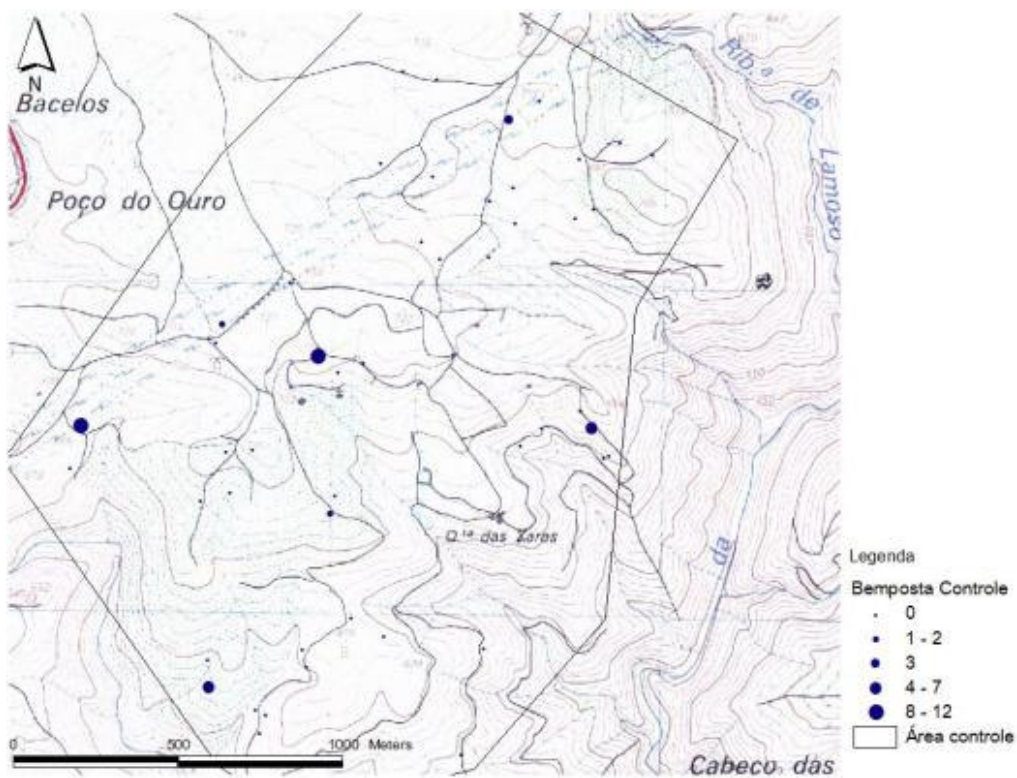 N
Bacelos
Poço do Ouro
Rib.ª de
Lamoso
Q.ta das Zaras
da
Cabeço das
0 500 1000 Meters
Legenda
Bemposta Controle
0
1 - 2
3
4 - 7
8 - 12
Área controle